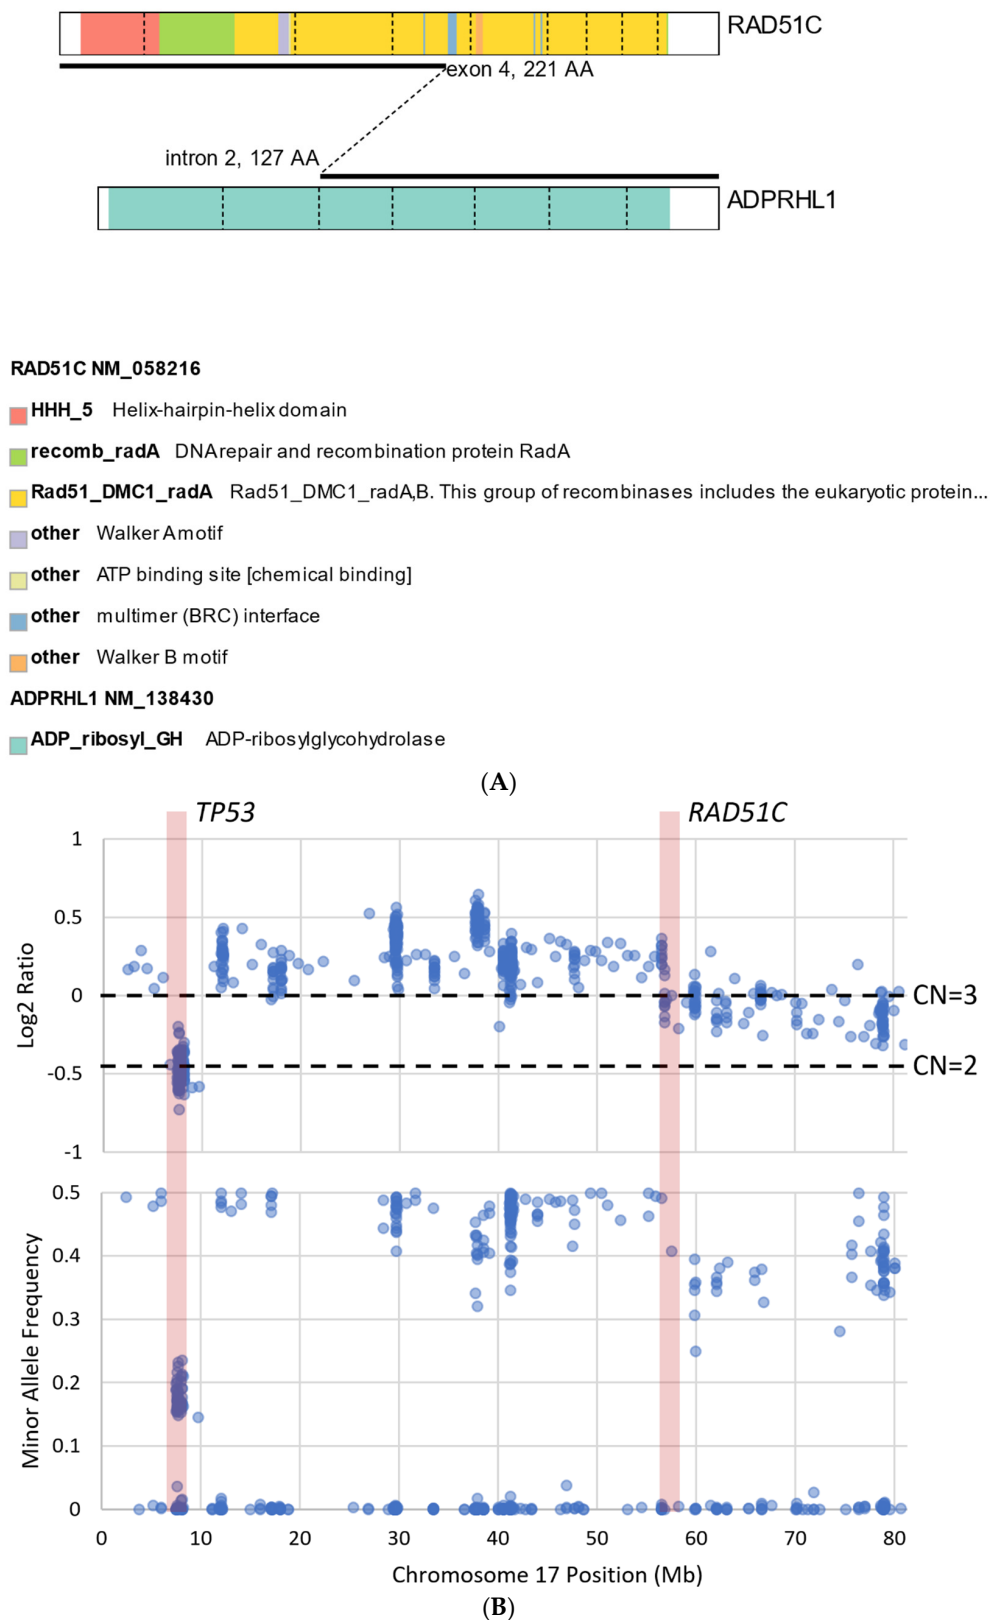 RAD51C
exon 4, 221 AA
intron 2, 127 AA
ADPRHL1
RAD51C NM_058216
HHH_5 Helix-hairpin-helix domain
recomb_radA DNA repair and recombination protein RadA
Rad51_DMC1_radA Rad51_DMC1_radA,B. This group of recombinases includes the eukaryotic protein...
other Walker A motif
other ATP binding site [chemical binding]
other multimer (BRC) interface
other Walker B motif
ADPRHL1 NM_138430
ADP_ribosyl_GH ADP-ribosylglycohydrolase
(A)
TP53 RAD51C
1
0.5
0
-0.5
-1
Log2 Ratio
CN=3
CN=2
0.5
0.4
0.3
0.2
0.1
0
Minor Allele Frequency
0 10 20 30 40 50 60 70 80
Chromosome 17 Position (Mb)
(B)